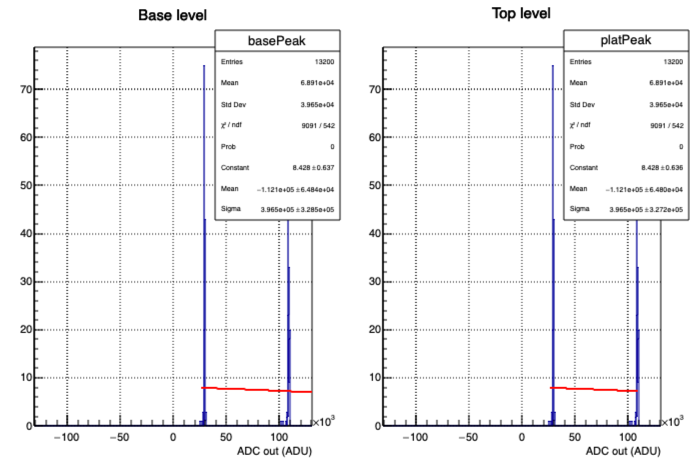 Base level
basePeak
Entries 13200
Mean 6.891e+04
Std Dev 3.965e+04
χ² / ndf 9091 / 542
Prob 0
Constant 8.428 ± 0.637
Mean −1.121e+05 ± 6.484e+04
Sigma 3.965e+05 ± 3.285e+05
70
60
50
40
30
20
10
0
−100 −50 0 50 100
×10³
ADC out (ADU)
Top level
platPeak
Entries 13200
Mean 6.891e+04
Std Dev 3.965e+04
χ² / ndf 9091 / 542
Prob 0
Constant 8.428 ± 0.636
Mean −1.121e+05 ± 6.480e+04
Sigma 3.965e+05 ± 3.272e+05
70
60
50
40
30
20
10
0
−100 −50 0 50 100
×10³
ADC out (ADU)